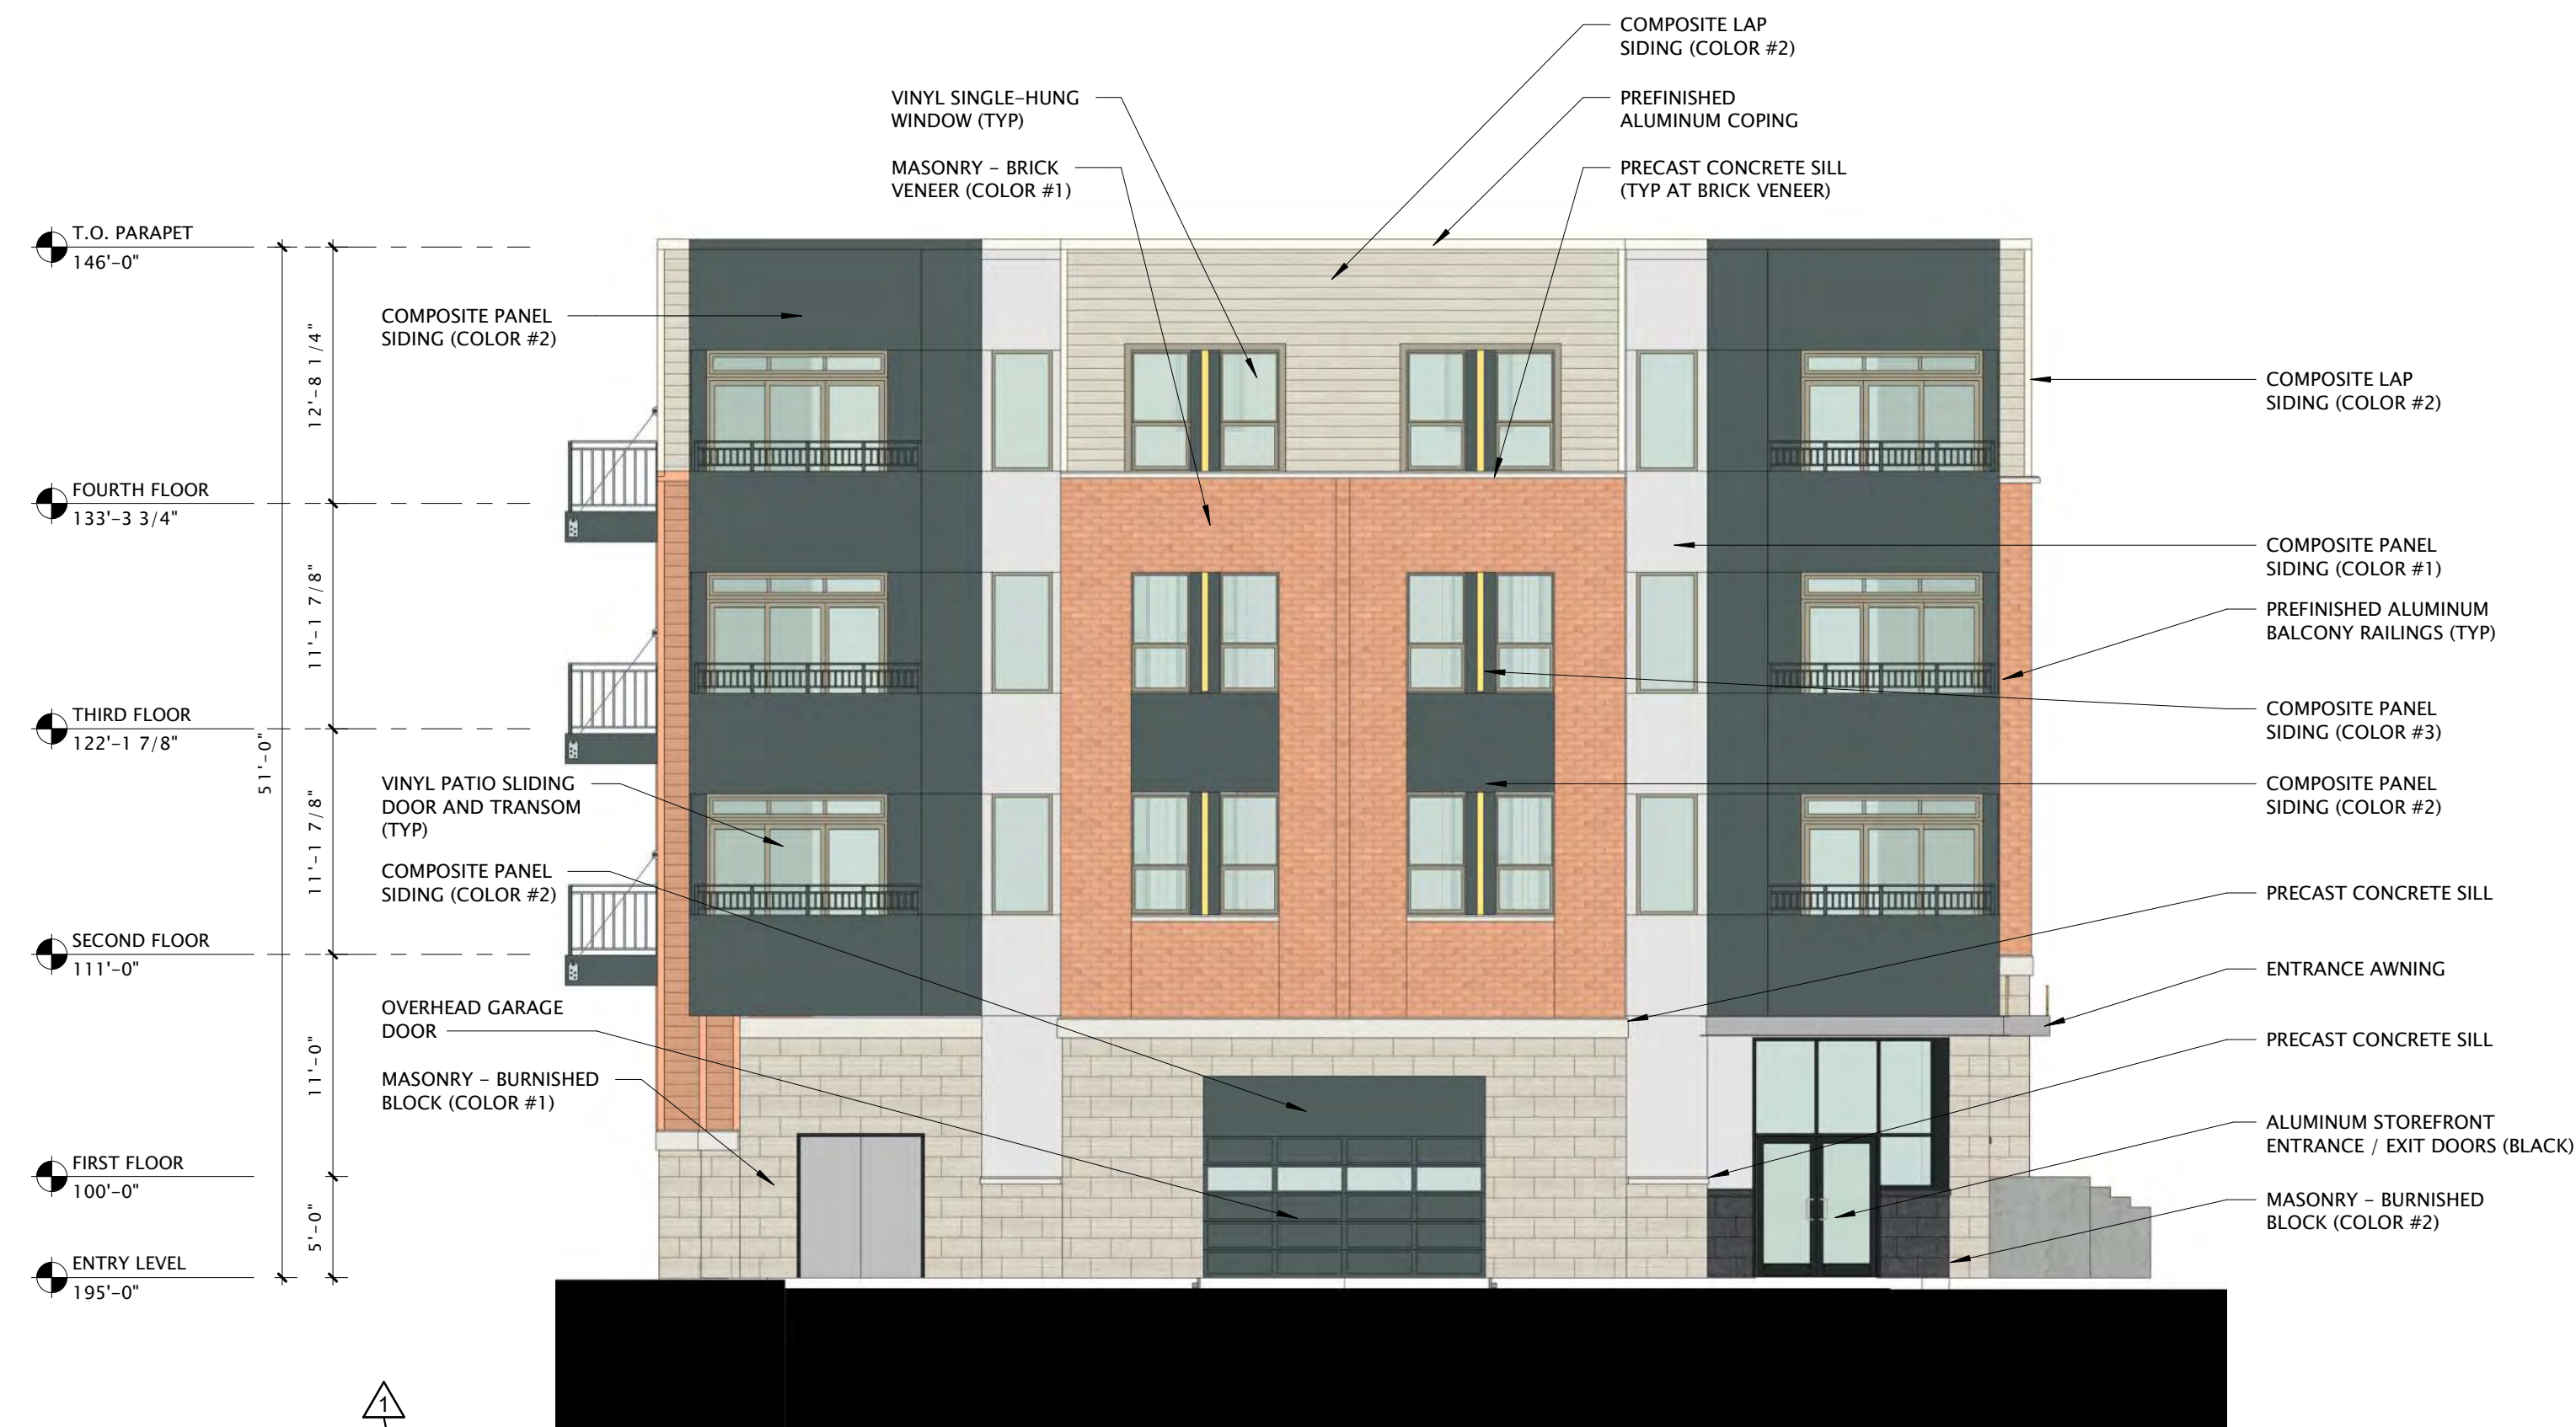 COMPOSITE LAP
SIDING (COLOR #2)
VINYL SINGLE-HUNG
WINDOW (TYP)
PREFINISHED
ALUMINUM COPING
MASONRY - BRICK
VENEER (COLOR #1)
PRECAST CONCRETE SILL
(TYP AT BRICK VENEER)
T.O. PARAPET
146'-0"
COMPOSITE PANEL
SIDING (COLOR #2)
12'-8 1/4"
COMPOSITE LAP
SIDING (COLOR #2)
FOURTH FLOOR
133'-3 3/4"
COMPOSITE PANEL
SIDING (COLOR #1)
11'-1 7/8"
PREFINISHED ALUMINUM
BALCONY RAILINGS (TYP)
THIRD FLOOR
122'-1 7/8"
COMPOSITE PANEL
SIDING (COLOR #3)
51'-0"
VINYL PATIO SLIDING
DOOR AND TRANSOM
(TYP)
COMPOSITE PANEL
SIDING (COLOR #2)
11'-1 7/8"
COMPOSITE PANEL
SIDING (COLOR #2)
PRECAST CONCRETE SILL
SECOND FLOOR
111'-0"
ENTRANCE AWNING
OVERHEAD GARAGE
DOOR
PRECAST CONCRETE SILL
11'-0"
MASONRY - BURNISHED
BLOCK (COLOR #1)
ALUMINUM STOREFRONT
ENTRANCE / EXIT DOORS (BLACK)
FIRST FLOOR
100'-0"
MASONRY - BURNISHED
BLOCK (COLOR #2)
5'-0"
ENTRY LEVEL
195'-0"
1